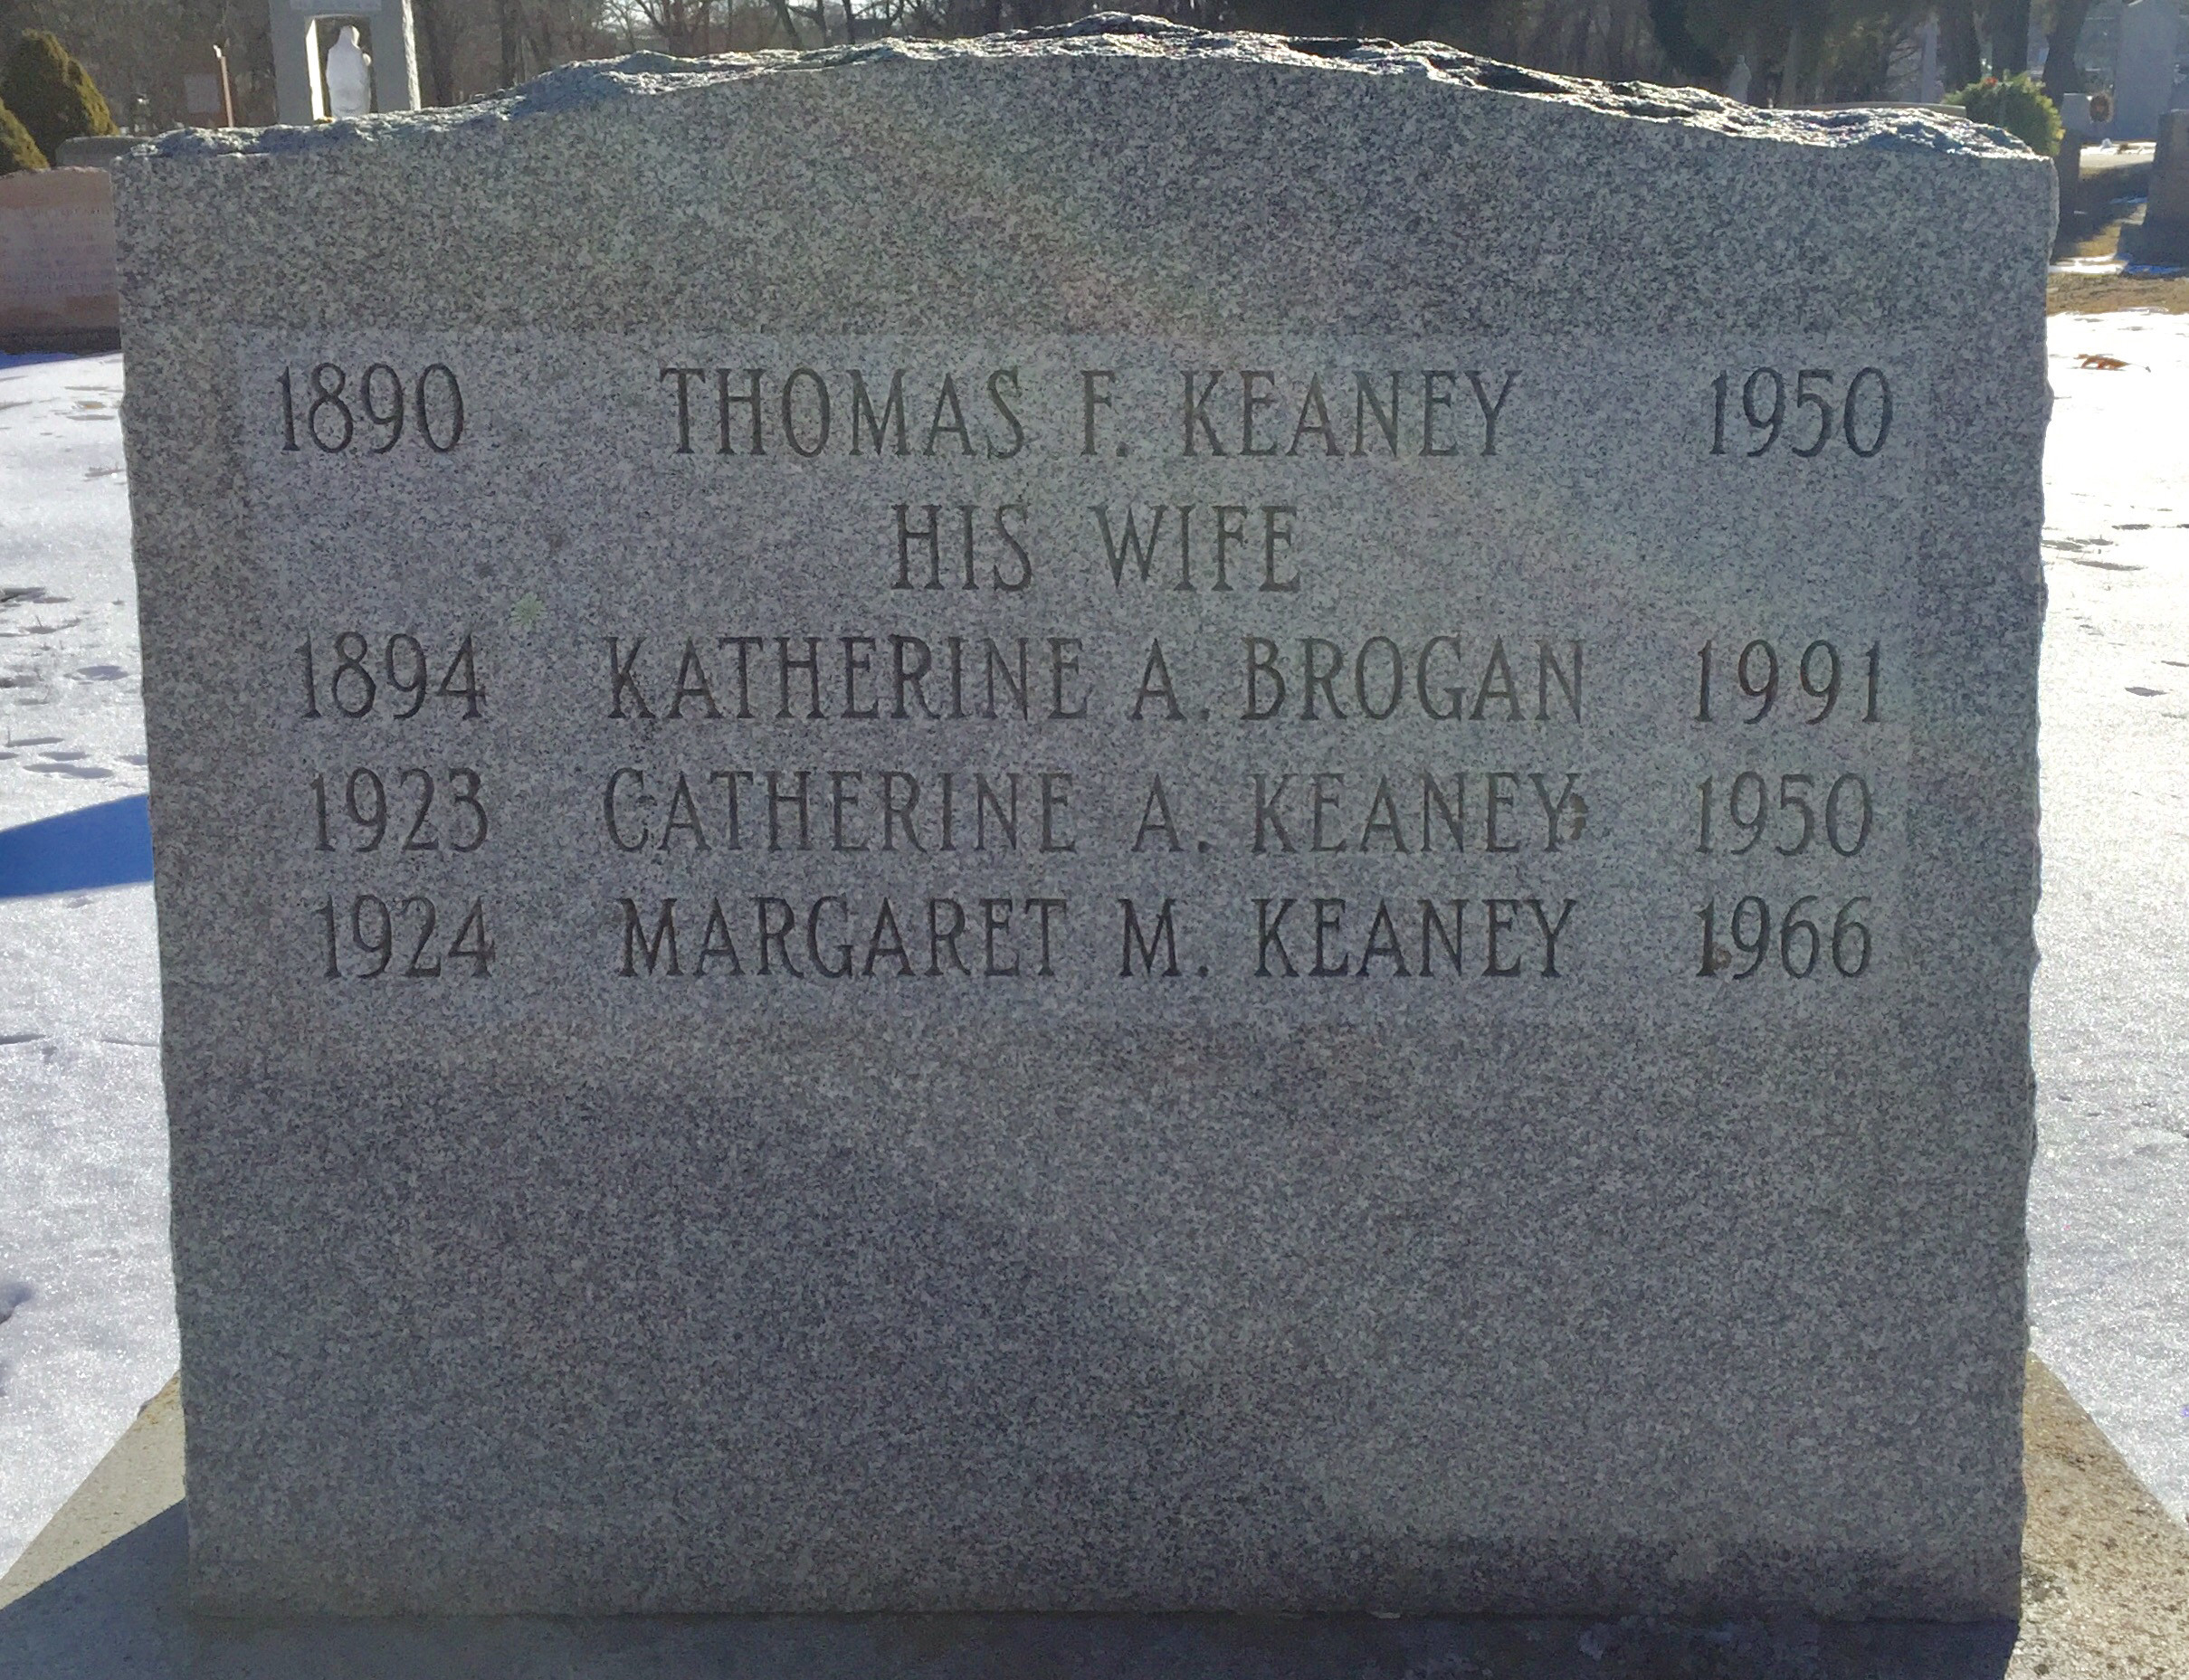 1890 THOMAS F. KEANEY 1950
HIS WIFE
1894 KATHERINE A. BROGAN 1991
1923 CATHERINE A. KEANEY 1950
1924 MARGARET M. KEANEY 1966